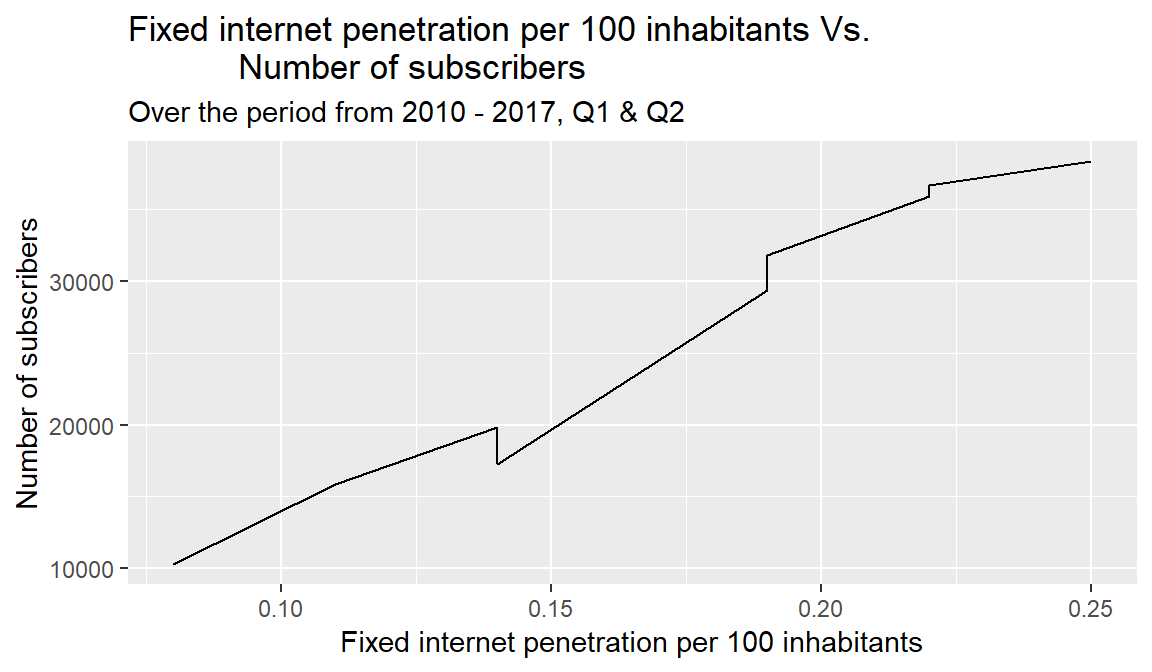 Fixed internet penetration per 100 inhabitants Vs.
Number of subscribers
Over the period from 2010 - 2017, Q1 & Q2
Number of subscribers
30000
20000
10000
0.10 0.15 0.20 0.25
Fixed internet penetration per 100 inhabitants